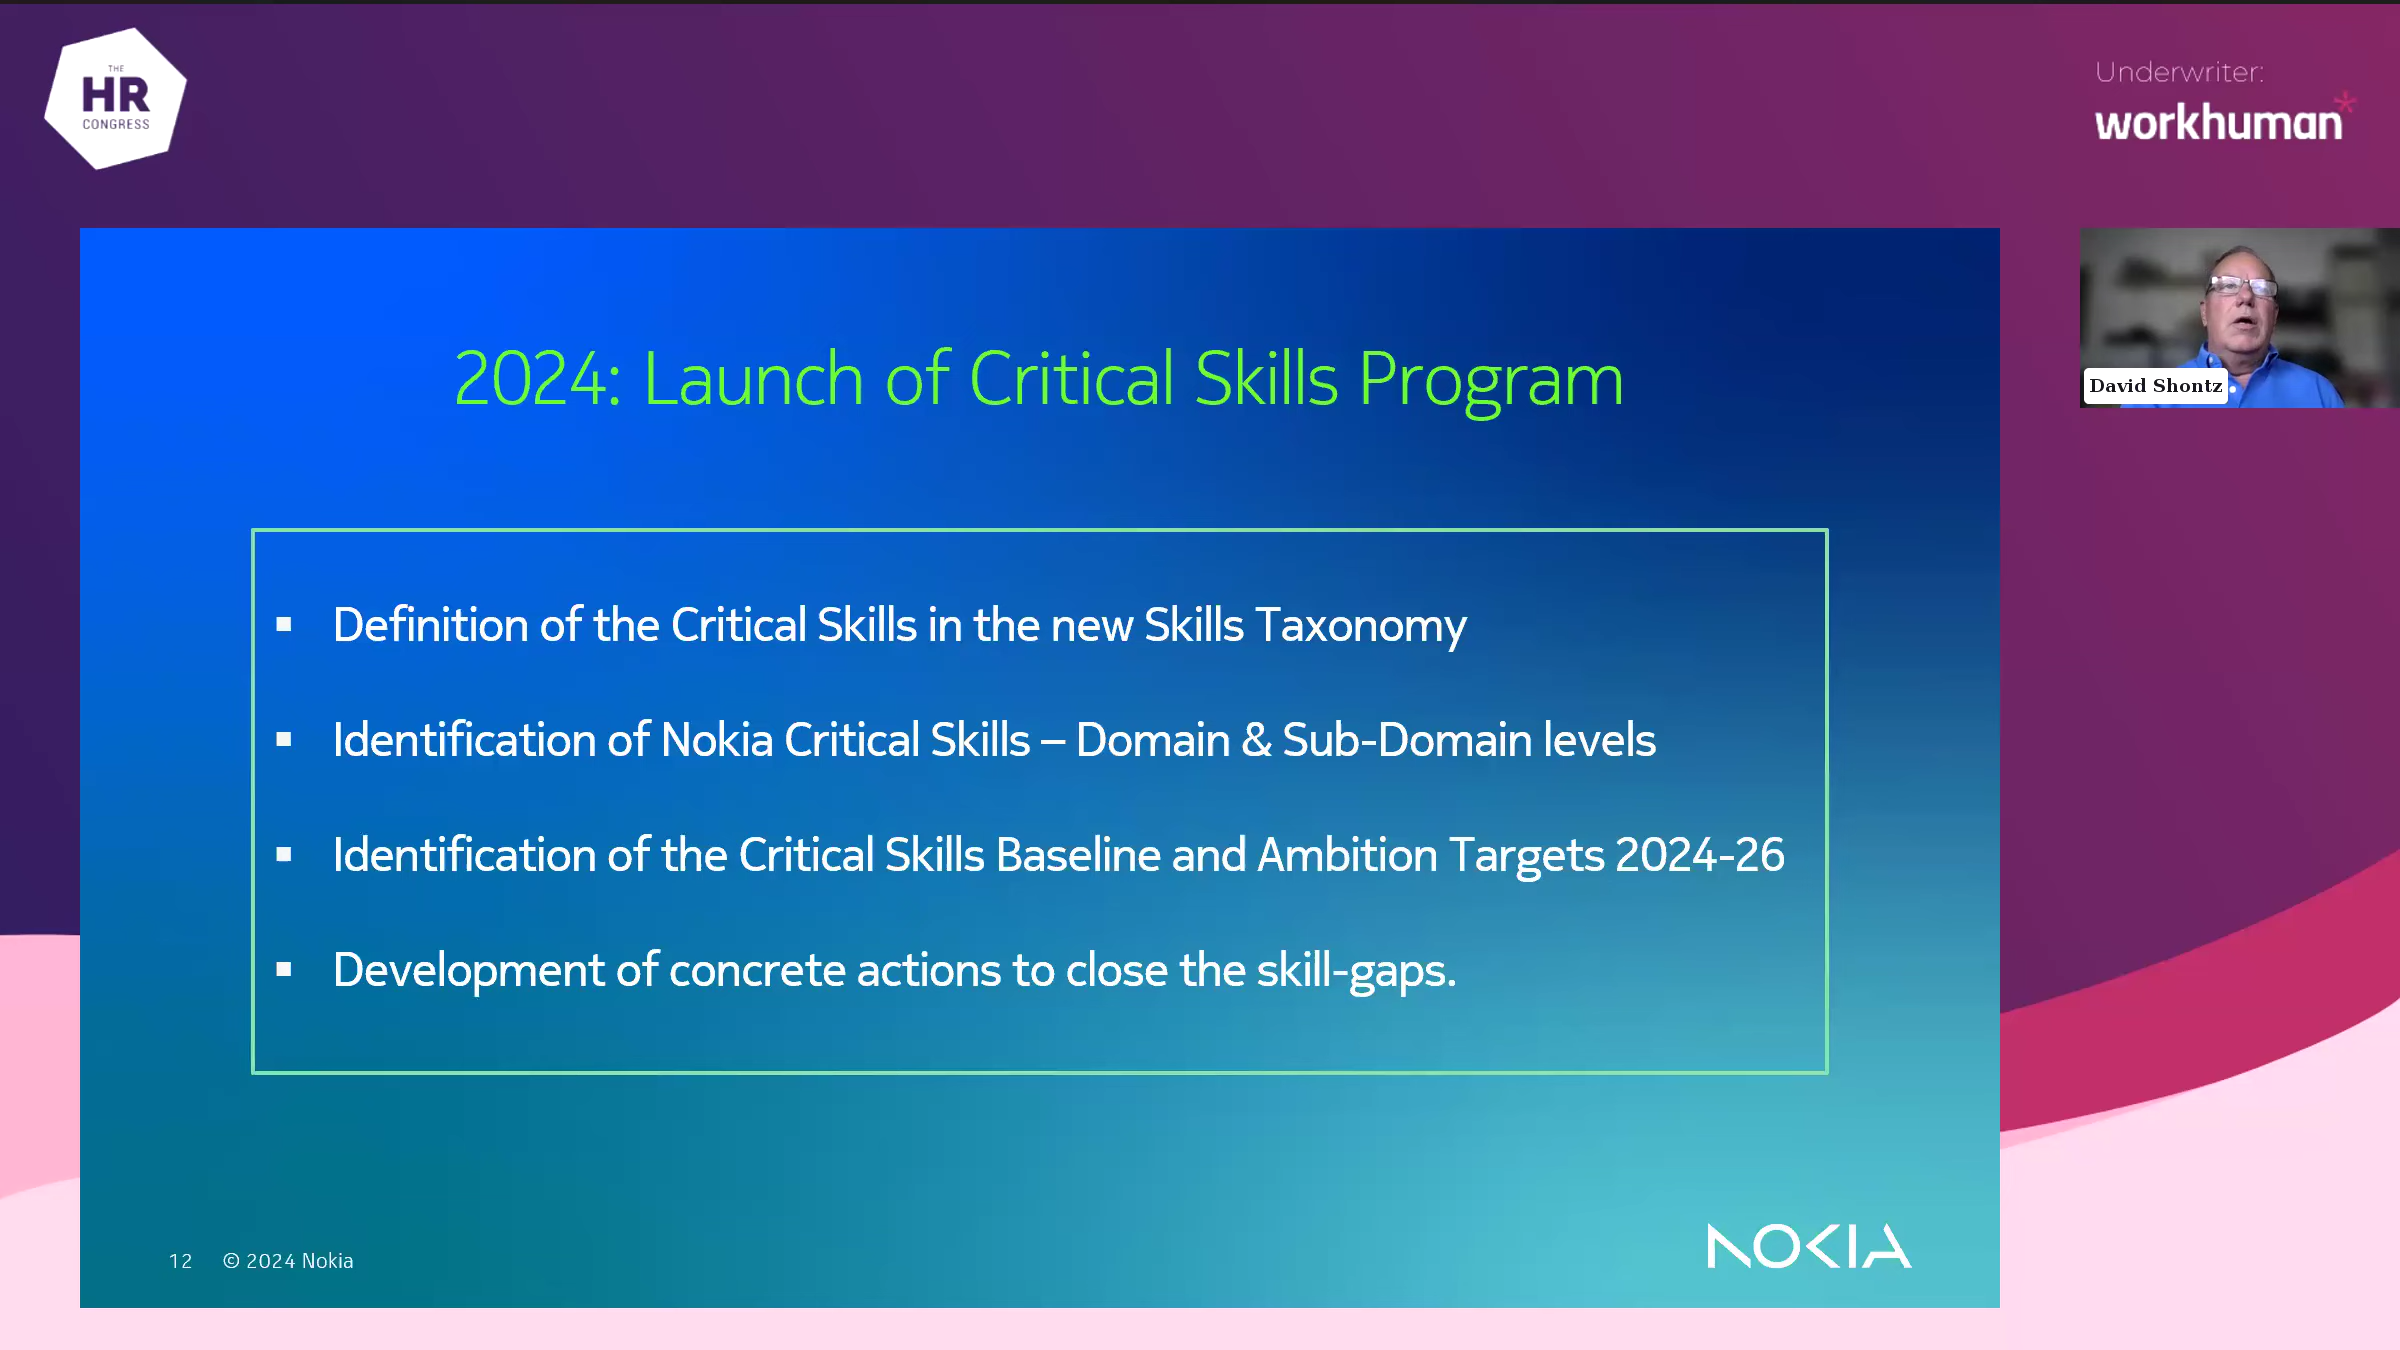 THE
HR
CONGRESS
Underwriter:
workhuman*
David Shontz
2024: Launch of Critical Skills Program
▪ Definition of the Critical Skills in the new Skills Taxonomy
▪ Identification of Nokia Critical Skills – Domain & Sub-Domain levels
▪ Identification of the Critical Skills Baseline and Ambition Targets 2024-26
▪ Development of concrete actions to close the skill-gaps.
12 © 2024 Nokia
NOKIA